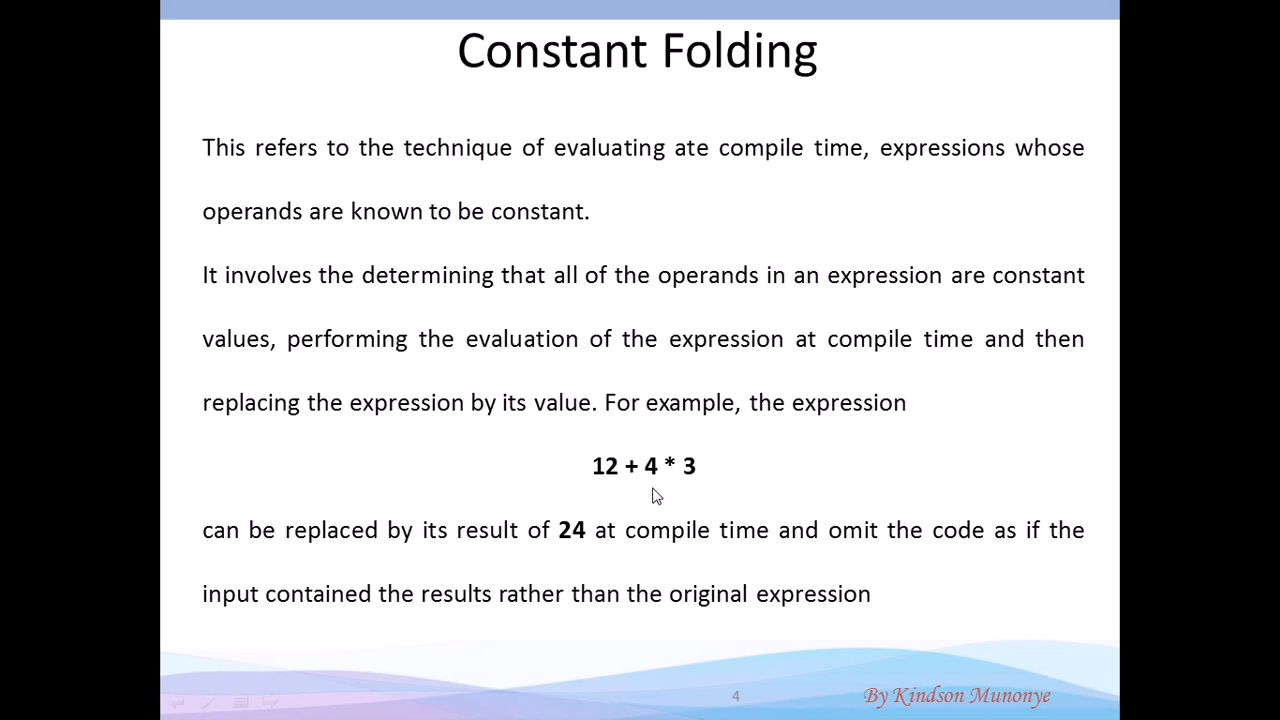 Constant Folding
This refers to the technique of evaluating ate compile time, expressions whose
operands are known to be constant.
It involves the determining that all of the operands in an expression are constant
values, performing the evaluation of the expression at compile time and then
replacing the expression by its value. For example, the expression
12 + 4 * 3
can be replaced by its result of 24 at compile time and omit the code as if the
input contained the results rather than the original expression
4
By Kindson Munonye